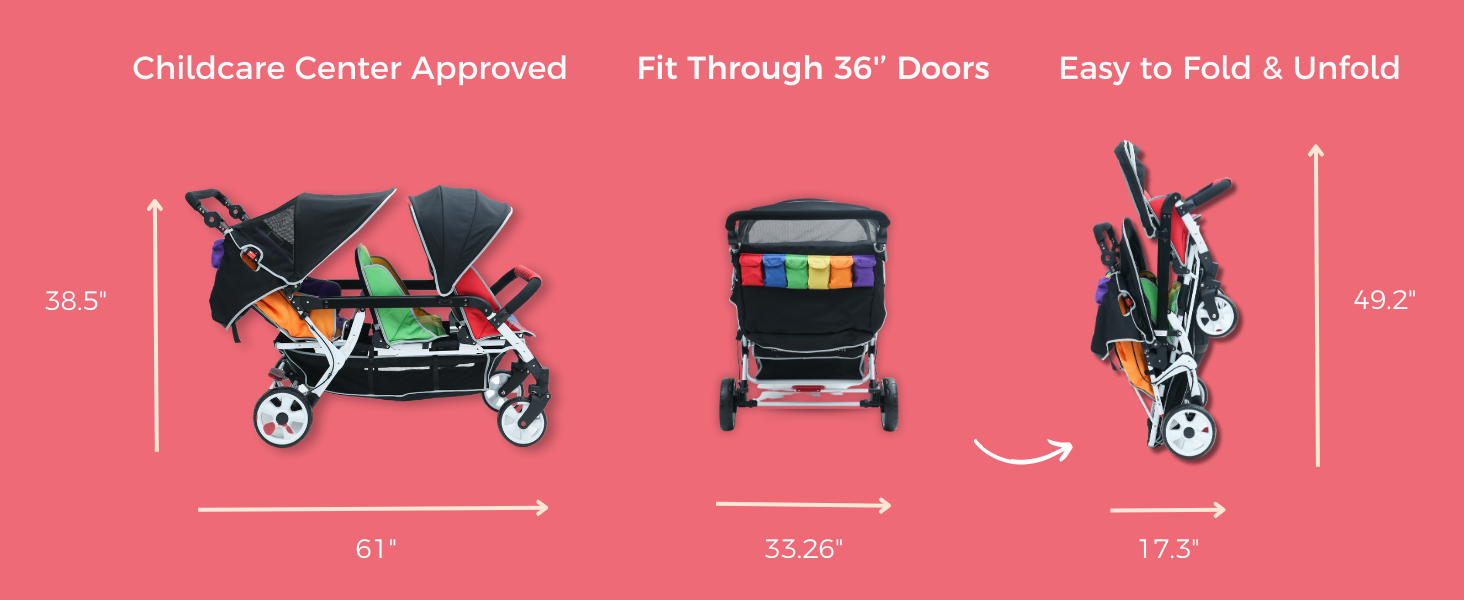 Childcare Center Approved
Fit Through 36'’ Doors
Easy to Fold & Unfold
38.5"
49.2"
61"
33.26"
17.3"